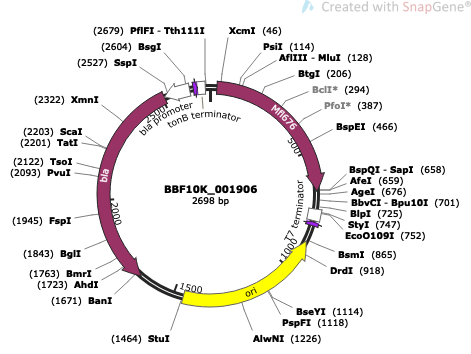 Created with SnapGene®
(2679) PflFI - Tth111I
XcmI (46)
(2604) BsgI
PsiI (114)
(2527) SspI
AflIII - MluI (128)
BtgI (206)
BclI* (294)
(2322) XmnI
PfoI* (387)
BspEI (466)
(2203) ScaI
(2201) TatI
(2122) TsoI
(2093) PvuI
BspQI - SapI (658)
AfeI (659)
AgeI (676)
BbvCI - Bpu10I (701)
BlpI (725)
StyI (747)
EcoO109I (752)
(1945) FspI
BsmI (865)
(1843) BglI
DrdI (918)
(1763) BmrI
(1723) AhdI
(1671) BanI
BseYI (1114)
PspFI (1118)
(1464) StuI
AlwNI (1226)
BBF10K_001906
2698 bp
bla promoter
tonB terminator
Mfl676
T7 terminator
ori
bla
500
1000
1500
2000
2500